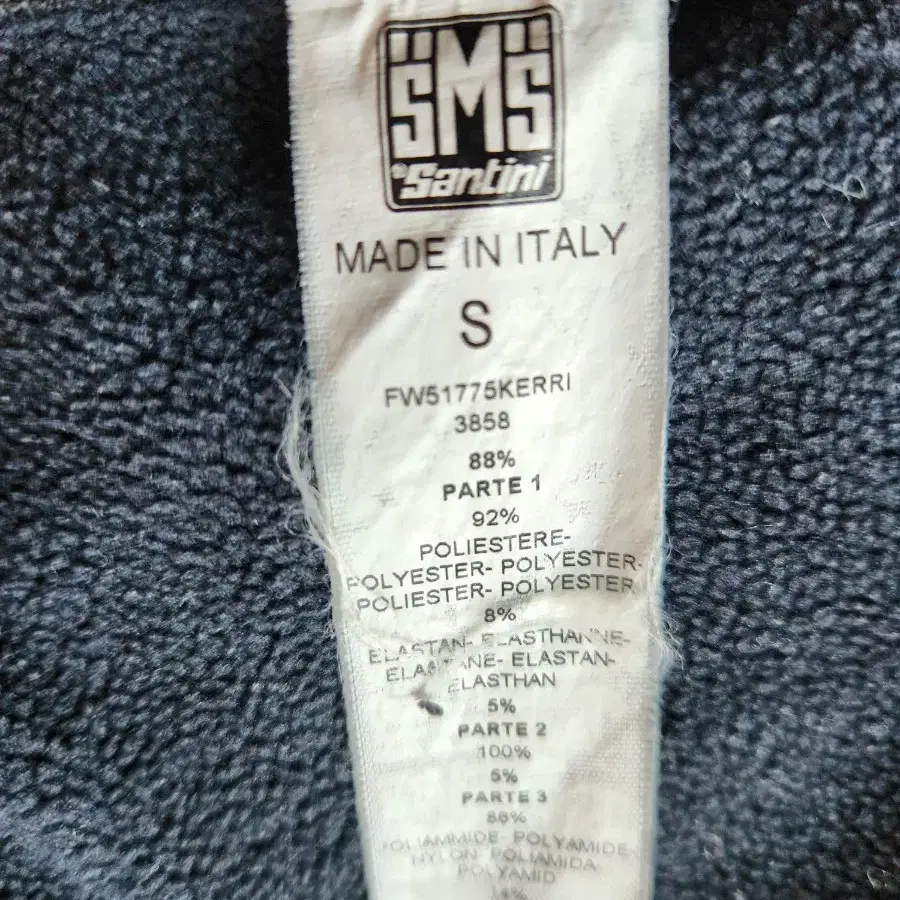 SMS
Santini
MADE IN ITALY
S
FW51775KERRI
3858
88%
PARTE 1
92%
POLIESTERE-
POLYESTER- POLYESTER-
POLIESTER- POLYESTER
8%
ELASTAN- ELASTHANNE-
ELASTANE- ELASTAN-
ELASTHAN
5%
PARTE 2
100%
5%
PARTE 3
POLIAMMIDE- POLYAMIDE
NYLON- POLIAMIDA
POLYAMID